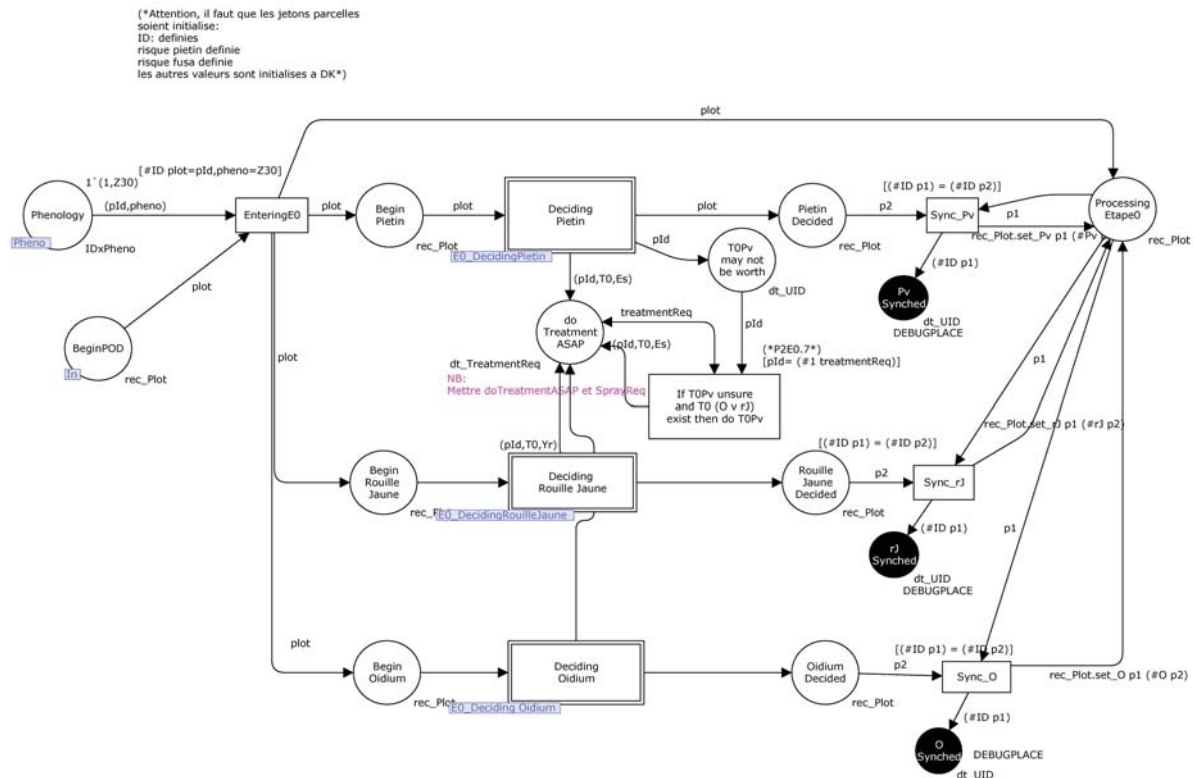 (*Attention, il faut que les jetons parcelles
soient initialise:
ID: definies
risque pietin definie
risque fusa definie
les autres valeurs sont initialises a DK*)
plot
1`(1,Z30)
[#ID plot=pId,pheno=Z30]
Phenology
(pId,pheno)
Pheno
IDxPheno
EnteringE0
plot
Begin
Pietin
rec_Plot
plot
Deciding
Pietin
E0_DecidingPietin
plot
Pietin
Decided
rec_Plot
p2
[(#ID p1) = (#ID p2)]
Sync_Pv
p1
rec_Plot.set_Pv p1 (#Pv
Processing
Etape0
rec_Plot
(#ID p1)
Pv
Synched
dt_UID
DEBUGPLACE
pId
T0Pv
may not
be worth
dt_UID
pId
(pId,T0,Es)
do
Treatment
ASAP
treatmentReq
(pId,T0,Es)
dt_TreatmentReq
NB:
Mettre doTreatmentASAP et SprayReq
(*P2E0.7*)
[pId= (#1 treatmentReq)]
If T0Pv unsure
and T0 (O v rJ)
exist then do T0Pv
plot
BeginPOD
In
rec_Plot
plot
(pId,T0,Yr)
Begin
Rouille
Jaune
Deciding
Rouille Jaune
E0_DecidingRouilleJaune
Rouille
Jaune
Decided
rec_Plot
p2
[(#ID p1) = (#ID p2)]
Sync_rJ
p1
rec_Plot.set_rJ p1 (#rJ p2)
(#ID p1)
rJ
Synched
dt_UID
DEBUGPLACE
p1
plot
Begin
Oidium
rec_Plot
Deciding
Oidium
E0_Deciding Oidium
Oidium
Decided
rec_Plot
p2
[(#ID p1) = (#ID p2)]
Sync_O
rec_Plot.set_O p1 (#O p2)
(#ID p1)
O
Synched
DEBUGPLACE
dt_UID